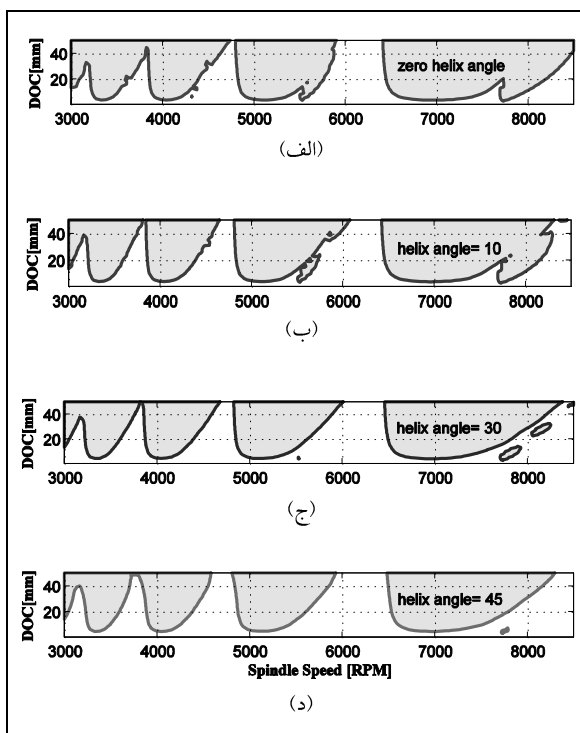 DOC[mm]
40
20
zero helix angle
3000 4000 5000 6000 7000 8000
(الف)
DOC[mm]
40
20
helix angle= 10
3000 4000 5000 6000 7000 8000
(ب)
DOC[mm]
40
20
helix angle= 30
3000 4000 5000 6000 7000 8000
(ج)
DOC[mm]
40
20
helix angle= 45
3000 4000 5000 6000 7000 8000
Spindle Speed [RPM]
(د)